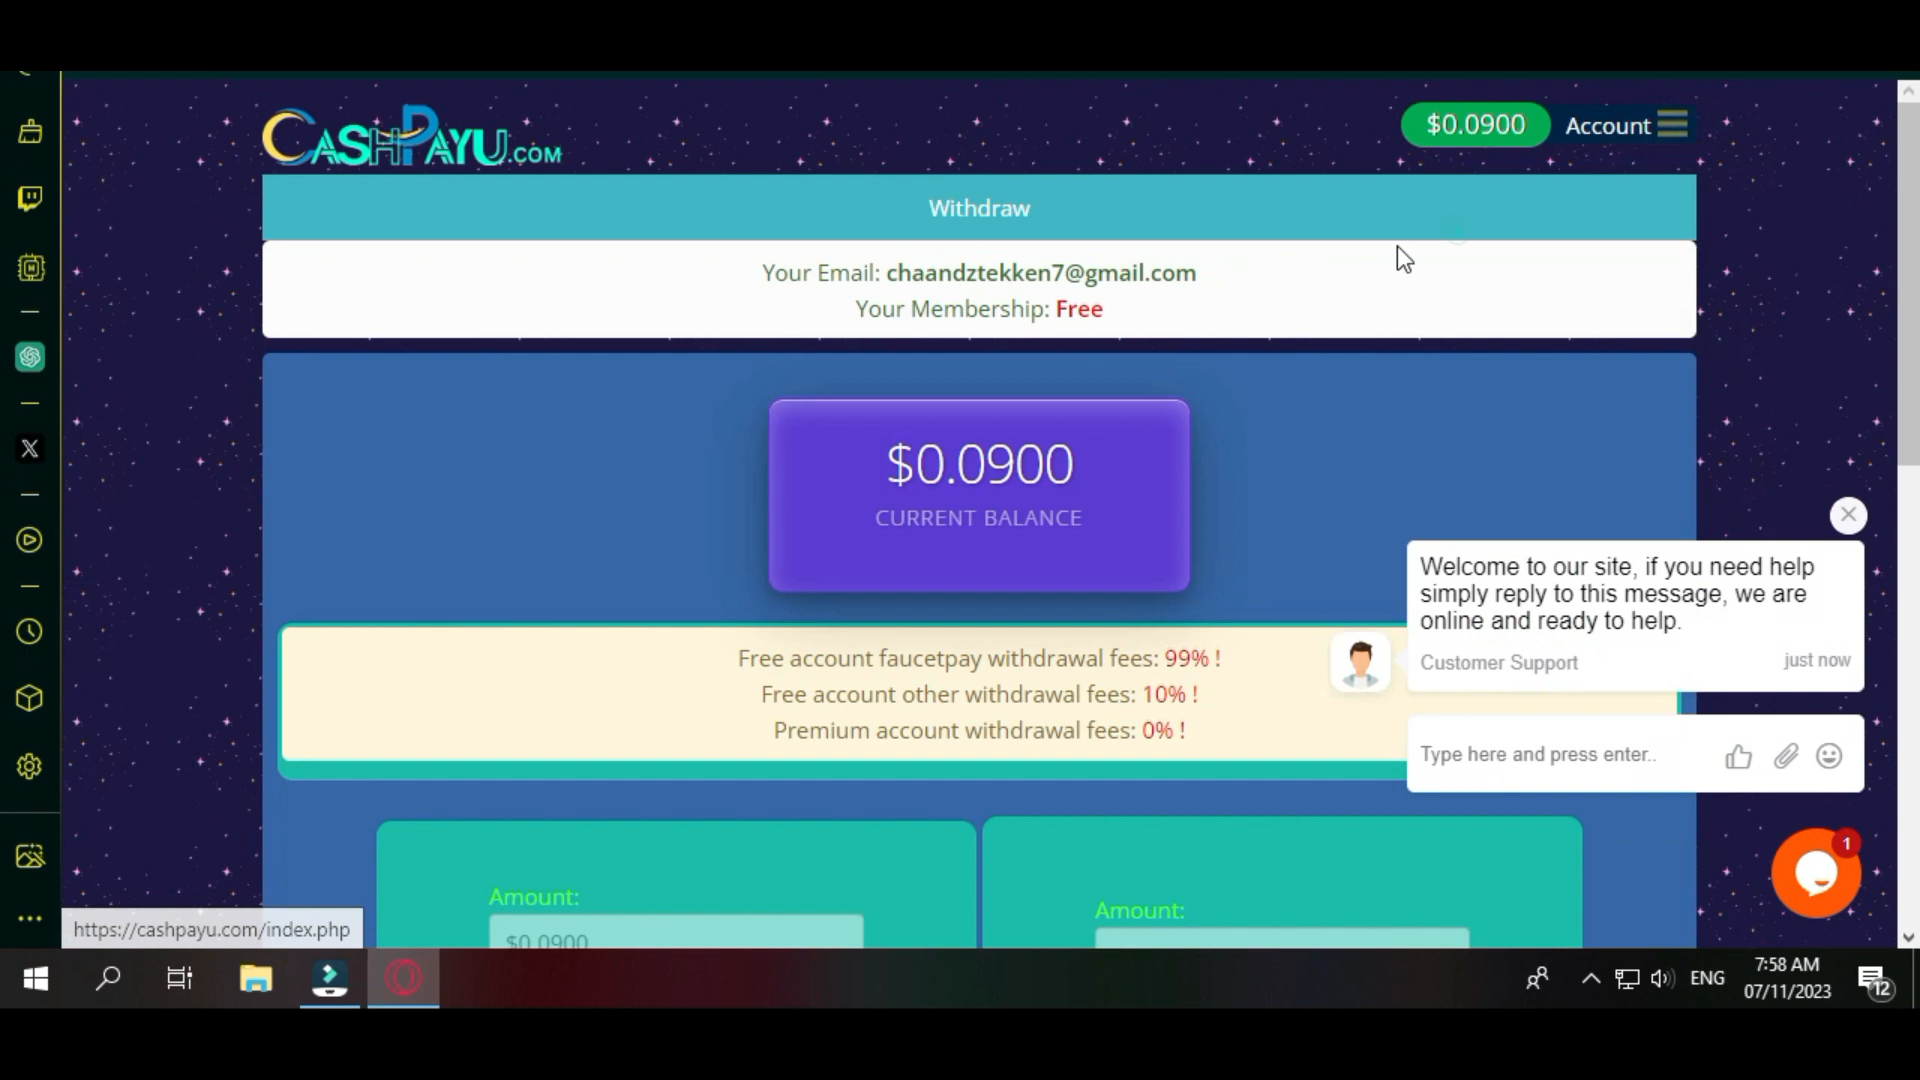 CASHPAYU.COM
$0.0900
Account
Withdraw
Your Email: chaandztekken7@gmail.com
Your Membership: Free
$0.0900
CURRENT BALANCE
Free account faucetpay withdrawal fees: 99% !
Free account other withdrawal fees: 10% !
Premium account withdrawal fees: 0% !
Welcome to our site, if you need help
simply reply to this message, we are
online and ready to help.
Customer Support
just now
Type here and press enter..
1
Amount:
$0.0900
Amount:
https://cashpayu.com/index.php
ENG
7:58 AM
07/11/2023
12